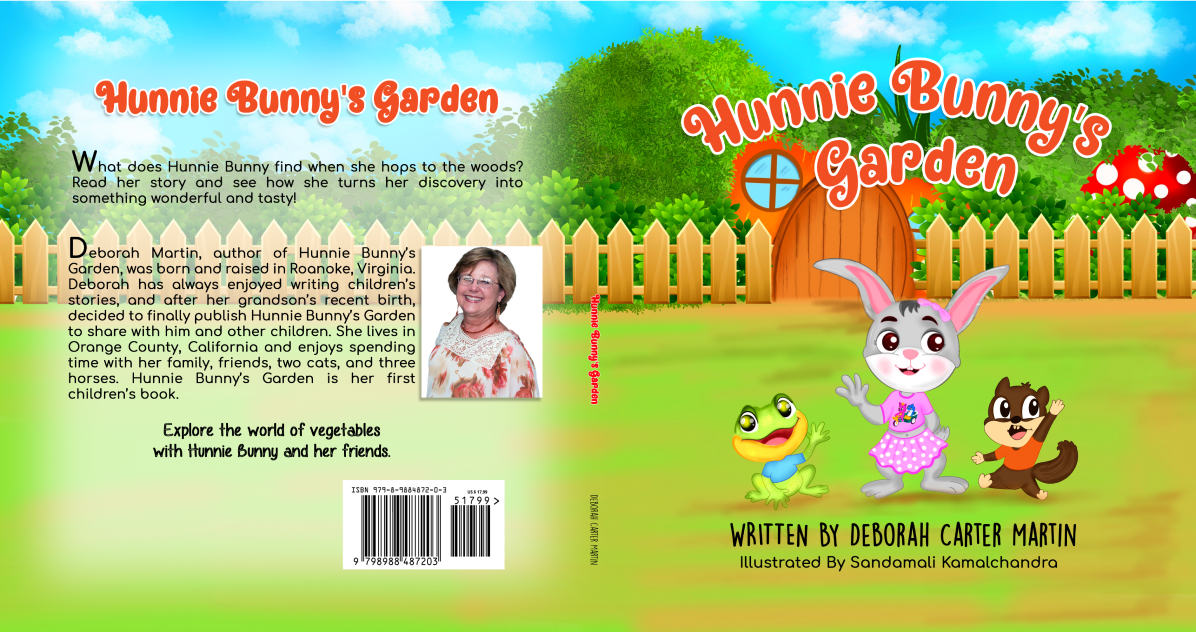 Hunnie Bunny's Garden
What does Hunnie Bunny find when she hops to the woods?
Read her story and see how she turns her discovery into
something wonderful and tasty!
Deborah Martin, author of Hunnie Bunny's
Garden, was born and raised in Roanoke, Virginia.
Deborah has always enjoyed writing children's
stories, and after her grandson's recent birth,
decided to finally publish Hunnie Bunny's Garden
to share with him and other children. She lives in
Orange County, California and enjoys spending
time with her family, friends, two cats, and three
horses. Hunnie Bunny's Garden is her first
children's book.
Explore the world of vegetables
with Hunnie Bunny and her friends.
ISBN 979-8-9884872-0-3
US $ 17.99
51799>
9 798988 487203
Hunnie Bunny's Garden
DEBORAH CARTER MARTIN
Hunnie Bunny's
Garden
WRITTEN BY DEBORAH CARTER MARTIN
Illustrated By Sandamali Kamalchandra